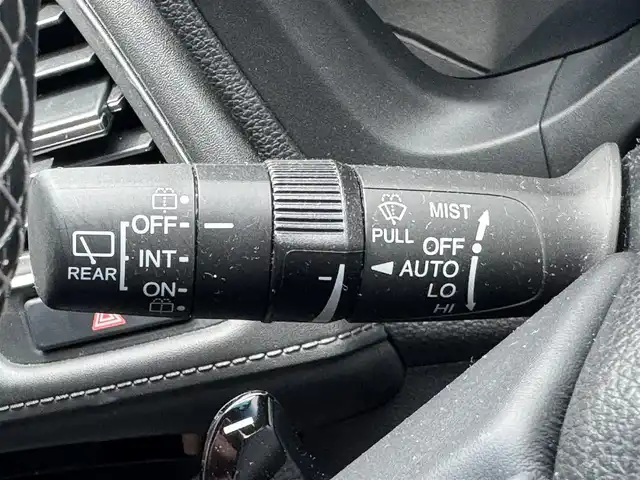 REAR
OFF
INT
ON
PULL
MIST
OFF
AUTO
LO
HI